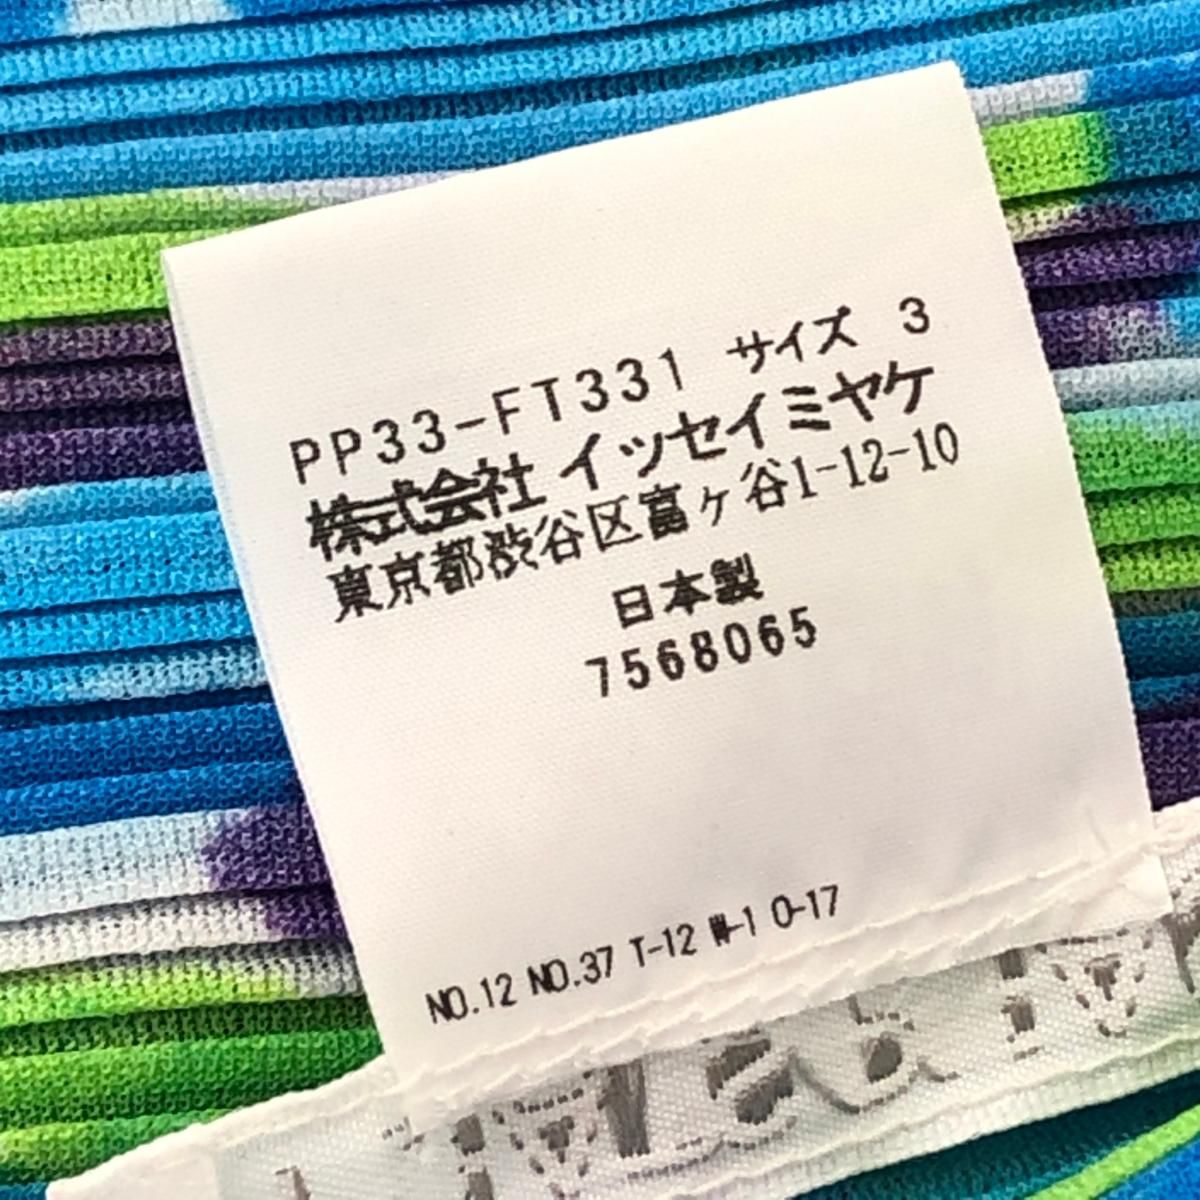 PP33-FT331 サイズ 3
株式会社 イッセイミヤケ
東京都渋谷区富ヶ谷1-12-10
日本製
7568065
NO.12 NO.37 T-12 W-1 O-17